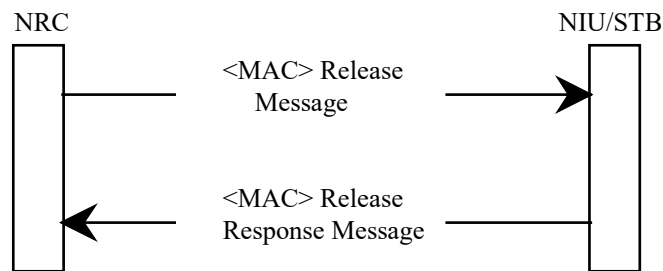 NRC
NIU/STB
<MAC> Release
Message
<MAC> Release
Response Message